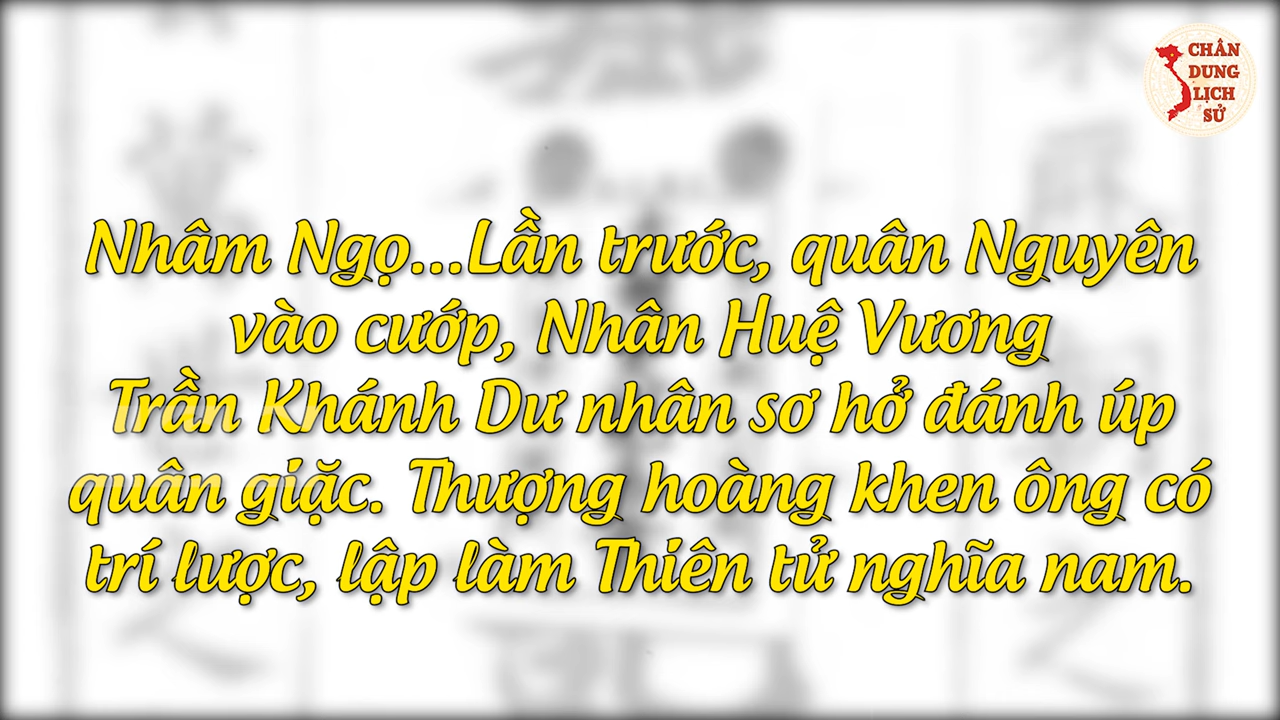 CHÂN
DUNG
LỊCH
SỬ
Nhâm Ngọ...Lần trước, quân Nguyên
vào cướp, Nhân Huệ Vương
Trần Khánh Dư nhân sơ hở đánh úp
quân giặc. Thượng hoàng khen ông có
trí lược, lập làm Thiên tử nghĩa nam.